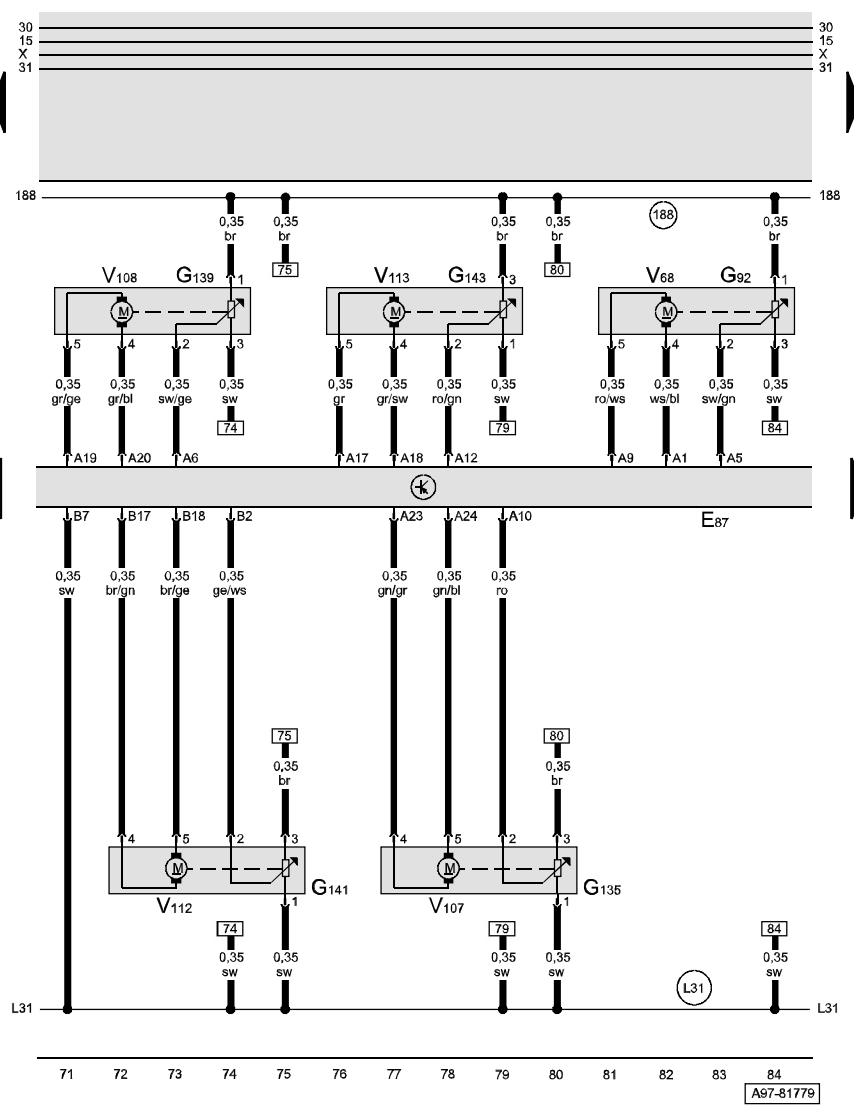 30 30
15 15
X X
31 31
188 188
0,35 0,35 0,35 0,35 188 0,35
br br br br br
75 80
V108 G139 1 V113 G143 3 V68 G92 1
M M M
5 4 2 3 5 4 2 1 5 4 2 3
0,35 0,35 0,35 0,35 0,35 0,35 0,35 0,35 0,35 0,35 0,35 0,35
gr/ge gr/bl sw/ge sw gr gr/sw ro/gn sw ro/ws ws/bl sw/gn sw
74 79 84
A19 A20 A6 A17 A18 A12 A9 A1 A5
B7 B17 B18 B2 A23 A24 A10 E87
0,35 0,35 0,35 0,35 0,35 0,35 0,35
sw br/gn br/ge ge/ws gn/gr gn/bl ro
75 80
0,35 0,35
br br
4 5 2 3 4 5 2 3
M M
G141 G135
V112 1 V107 1
74 79 84
0,35 0,35 0,35 0,35 0,35
sw sw sw sw sw
L31
L31 L31
71 72 73 74 75 76 77 78 79 80 81 82 83 84
A97-81779